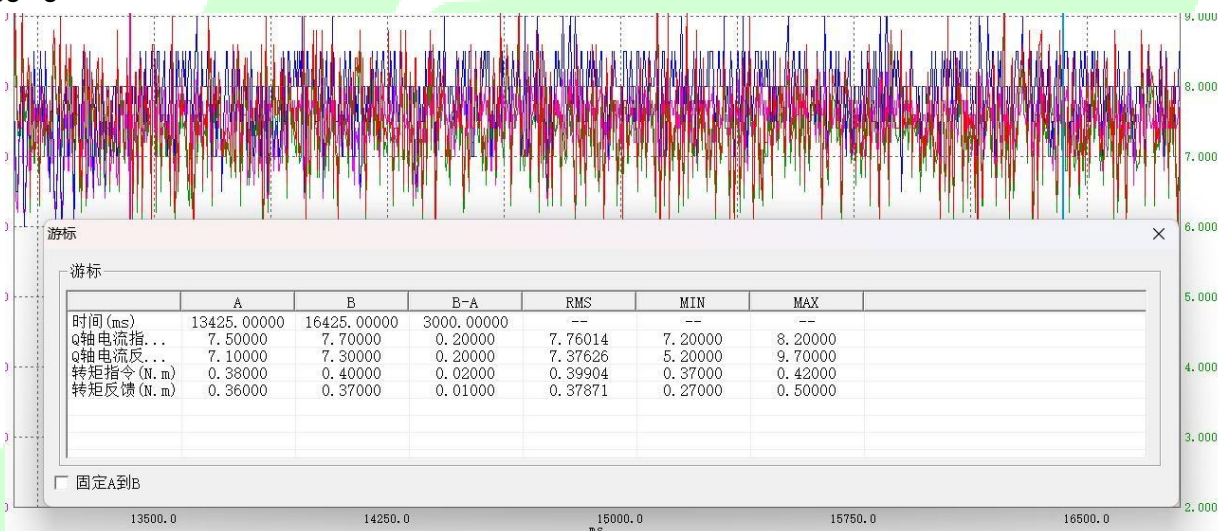 9.000
8.000
7.000
6.000
游标
游标
A B B-A RMS MIN MAX
时间(ms) 13425.00000 16425.00000 3000.00000 -- -- --
Q轴电流指... 7.50000 7.70000 0.20000 7.76014 7.20000 8.20000
Q轴电流反... 7.10000 7.30000 0.20000 7.37626 5.20000 9.70000
转矩指令(N.m) 0.38000 0.40000 0.02000 0.39904 0.37000 0.42000
转矩反馈(N.m) 0.36000 0.37000 0.01000 0.37871 0.27000 0.50000
5.000
4.000
3.000
固定A到B
2.000
13500.0 14250.0 15000.0 15750.0 16500.0
ms